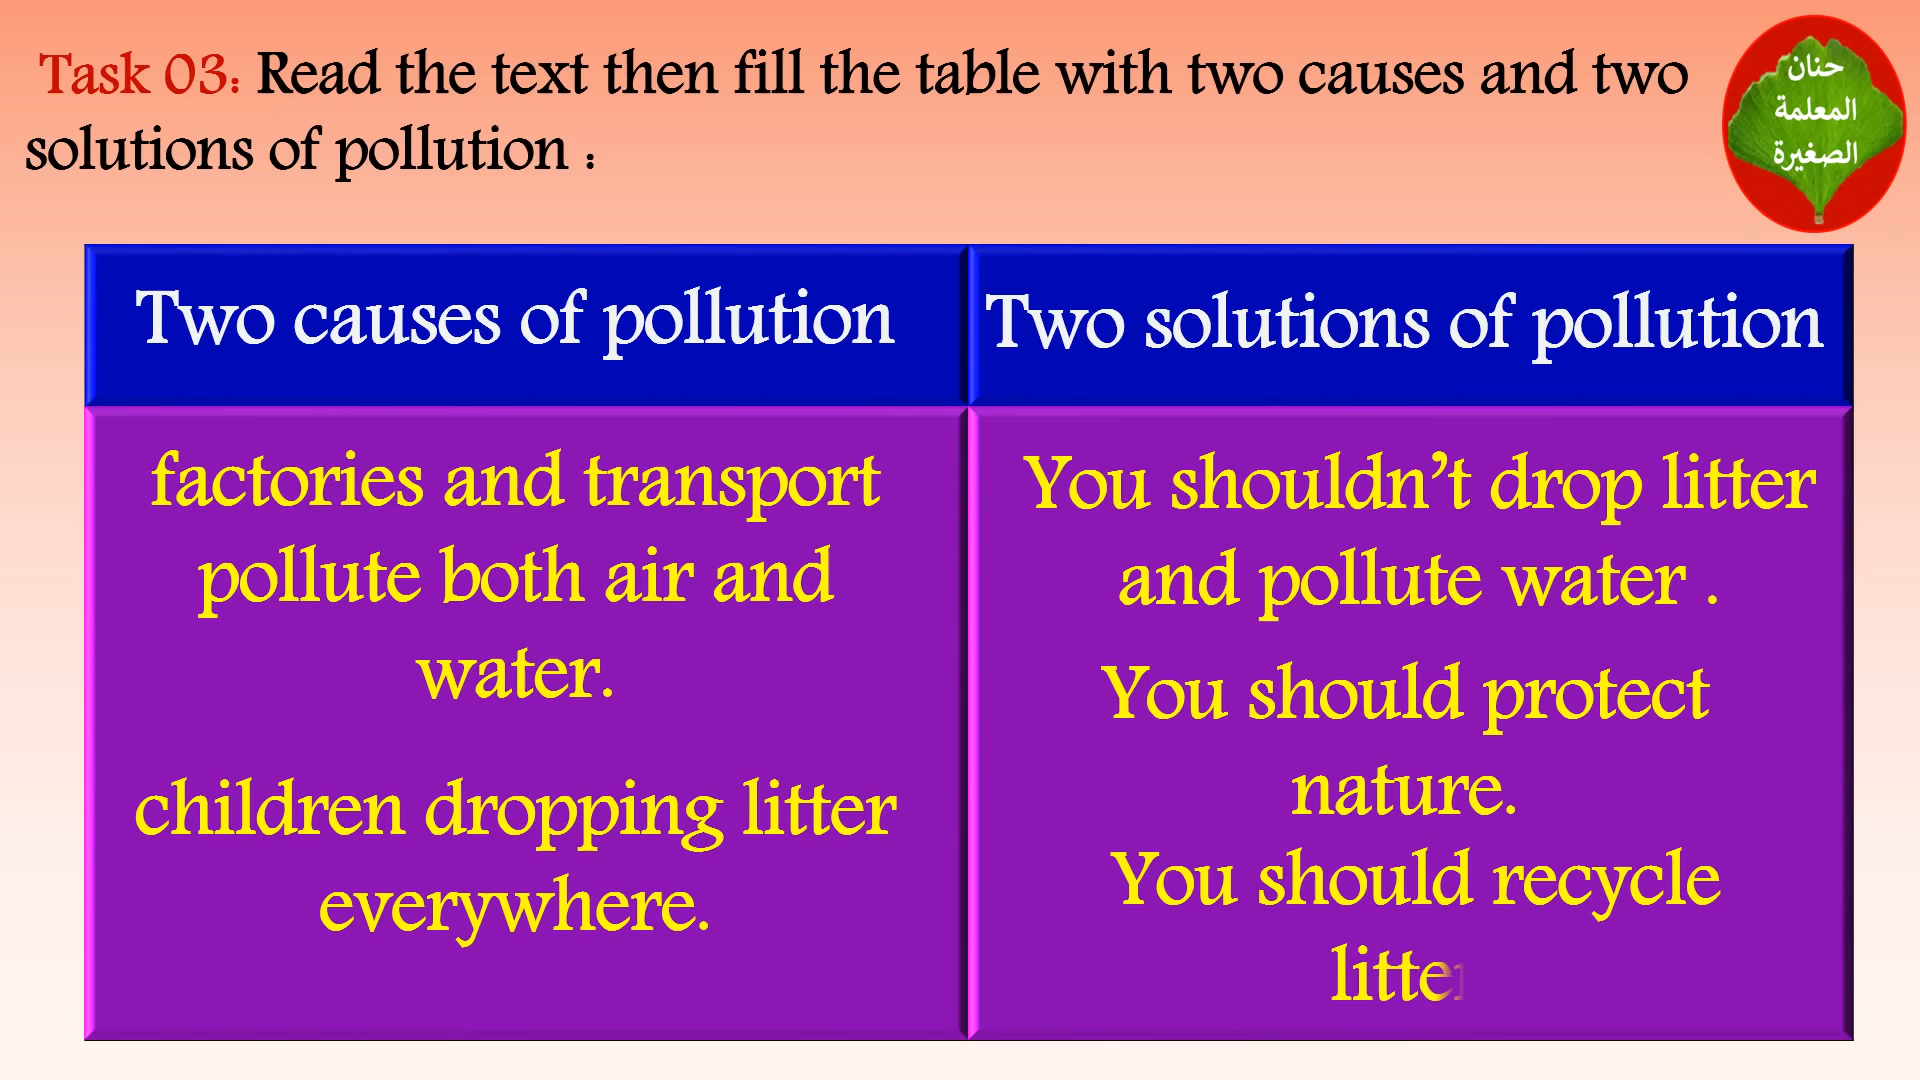 Task 03: Read the text then fill the table with two causes and two
solutions of pollution :
حنان
المعلمة
الصغيرة
Two causes of pollution
Two solutions of pollution
factories and transport
pollute both air and
water.
children dropping litter
everywhere.
You shouldn't drop litter
and pollute water .
You should protect
nature.
You should recycle
litter